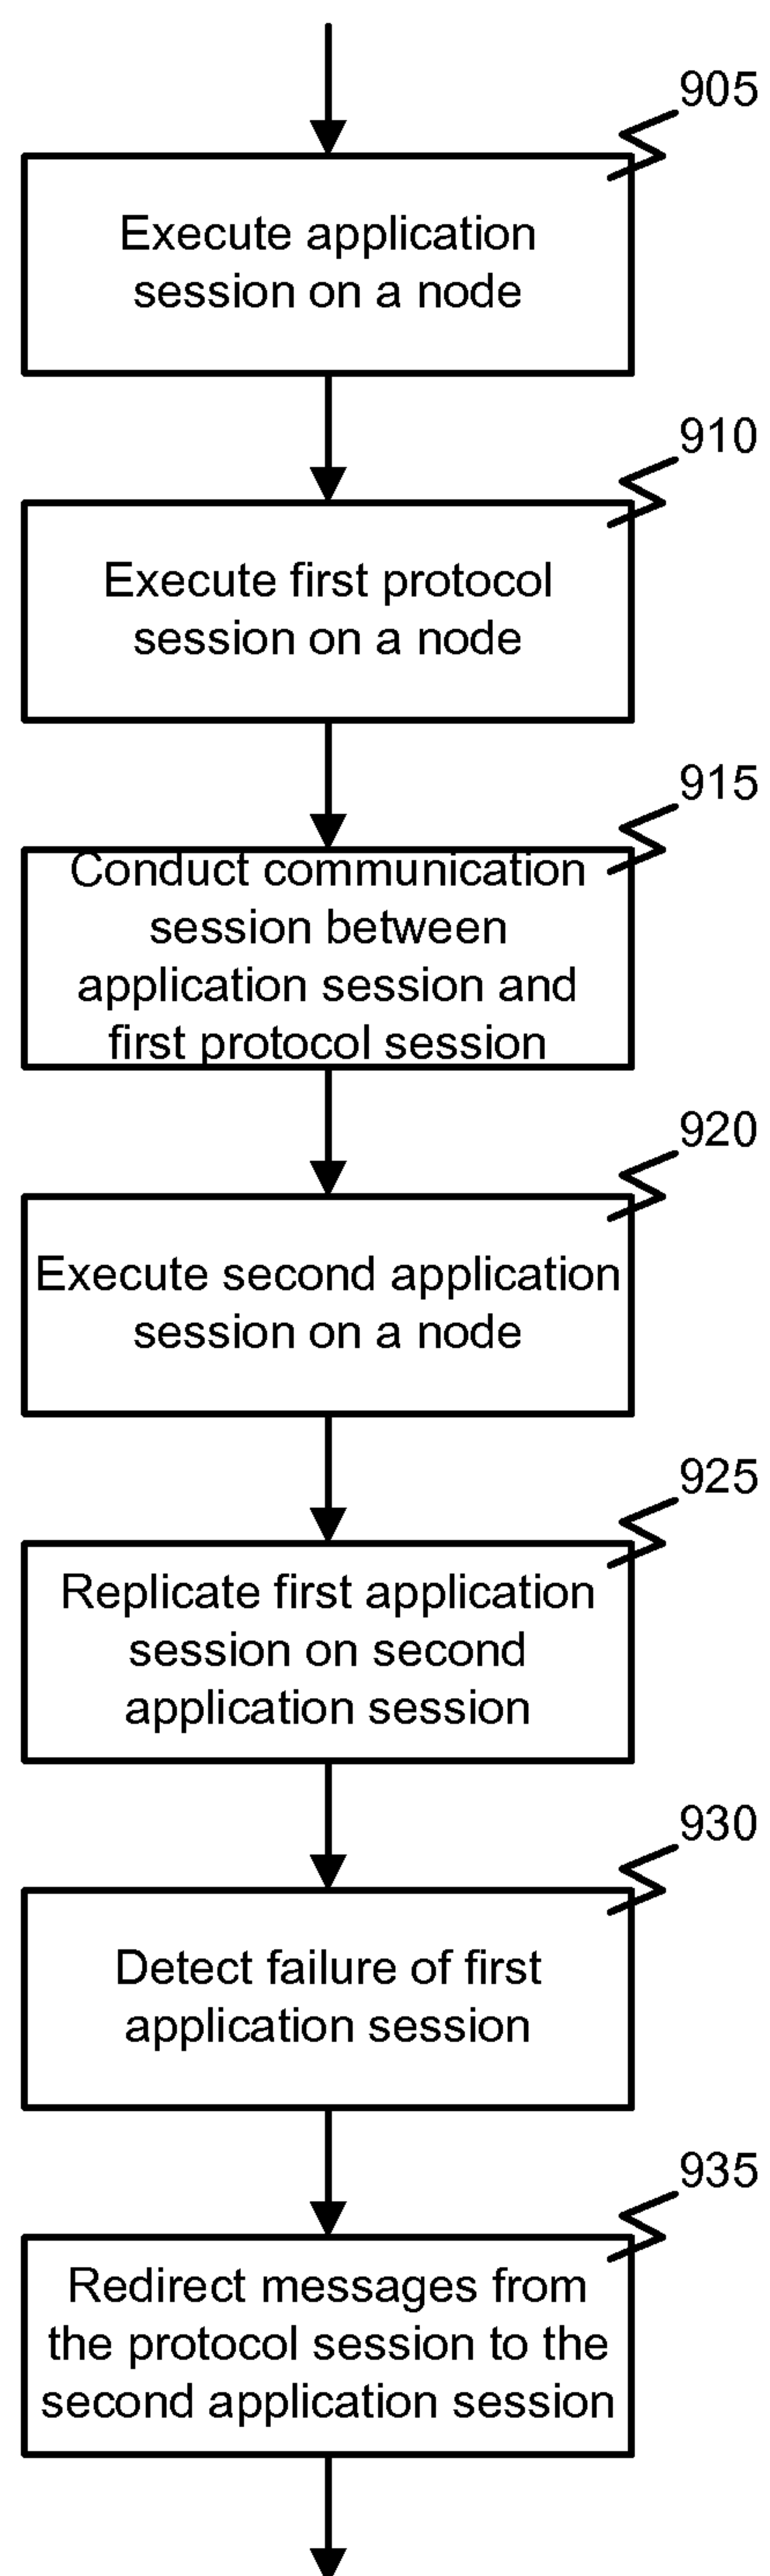 905
Execute application
session on a node
910
Execute first protocol
session on a node
915
Conduct communication
session between
application session and
first protocol session
920
Execute second application
session on a node
925
Replicate first application
session on second
application session
930
Detect failure of first
application session
935
Redirect messages from
the protocol session to the
second application session